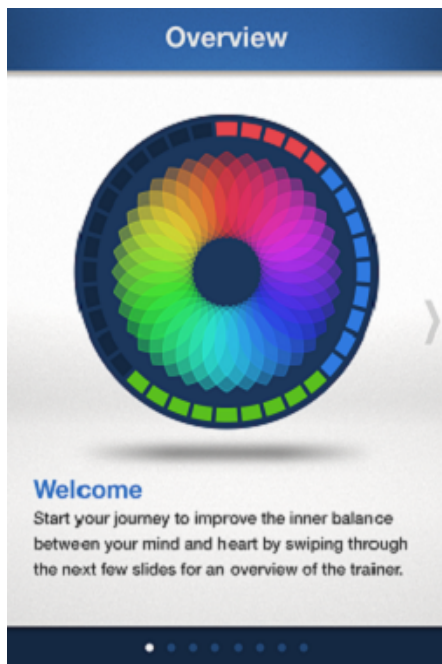 Overview
Welcome
Start your journey to improve the inner balance
between your mind and heart by swiping through
the next few slides for an overview of the trainer.